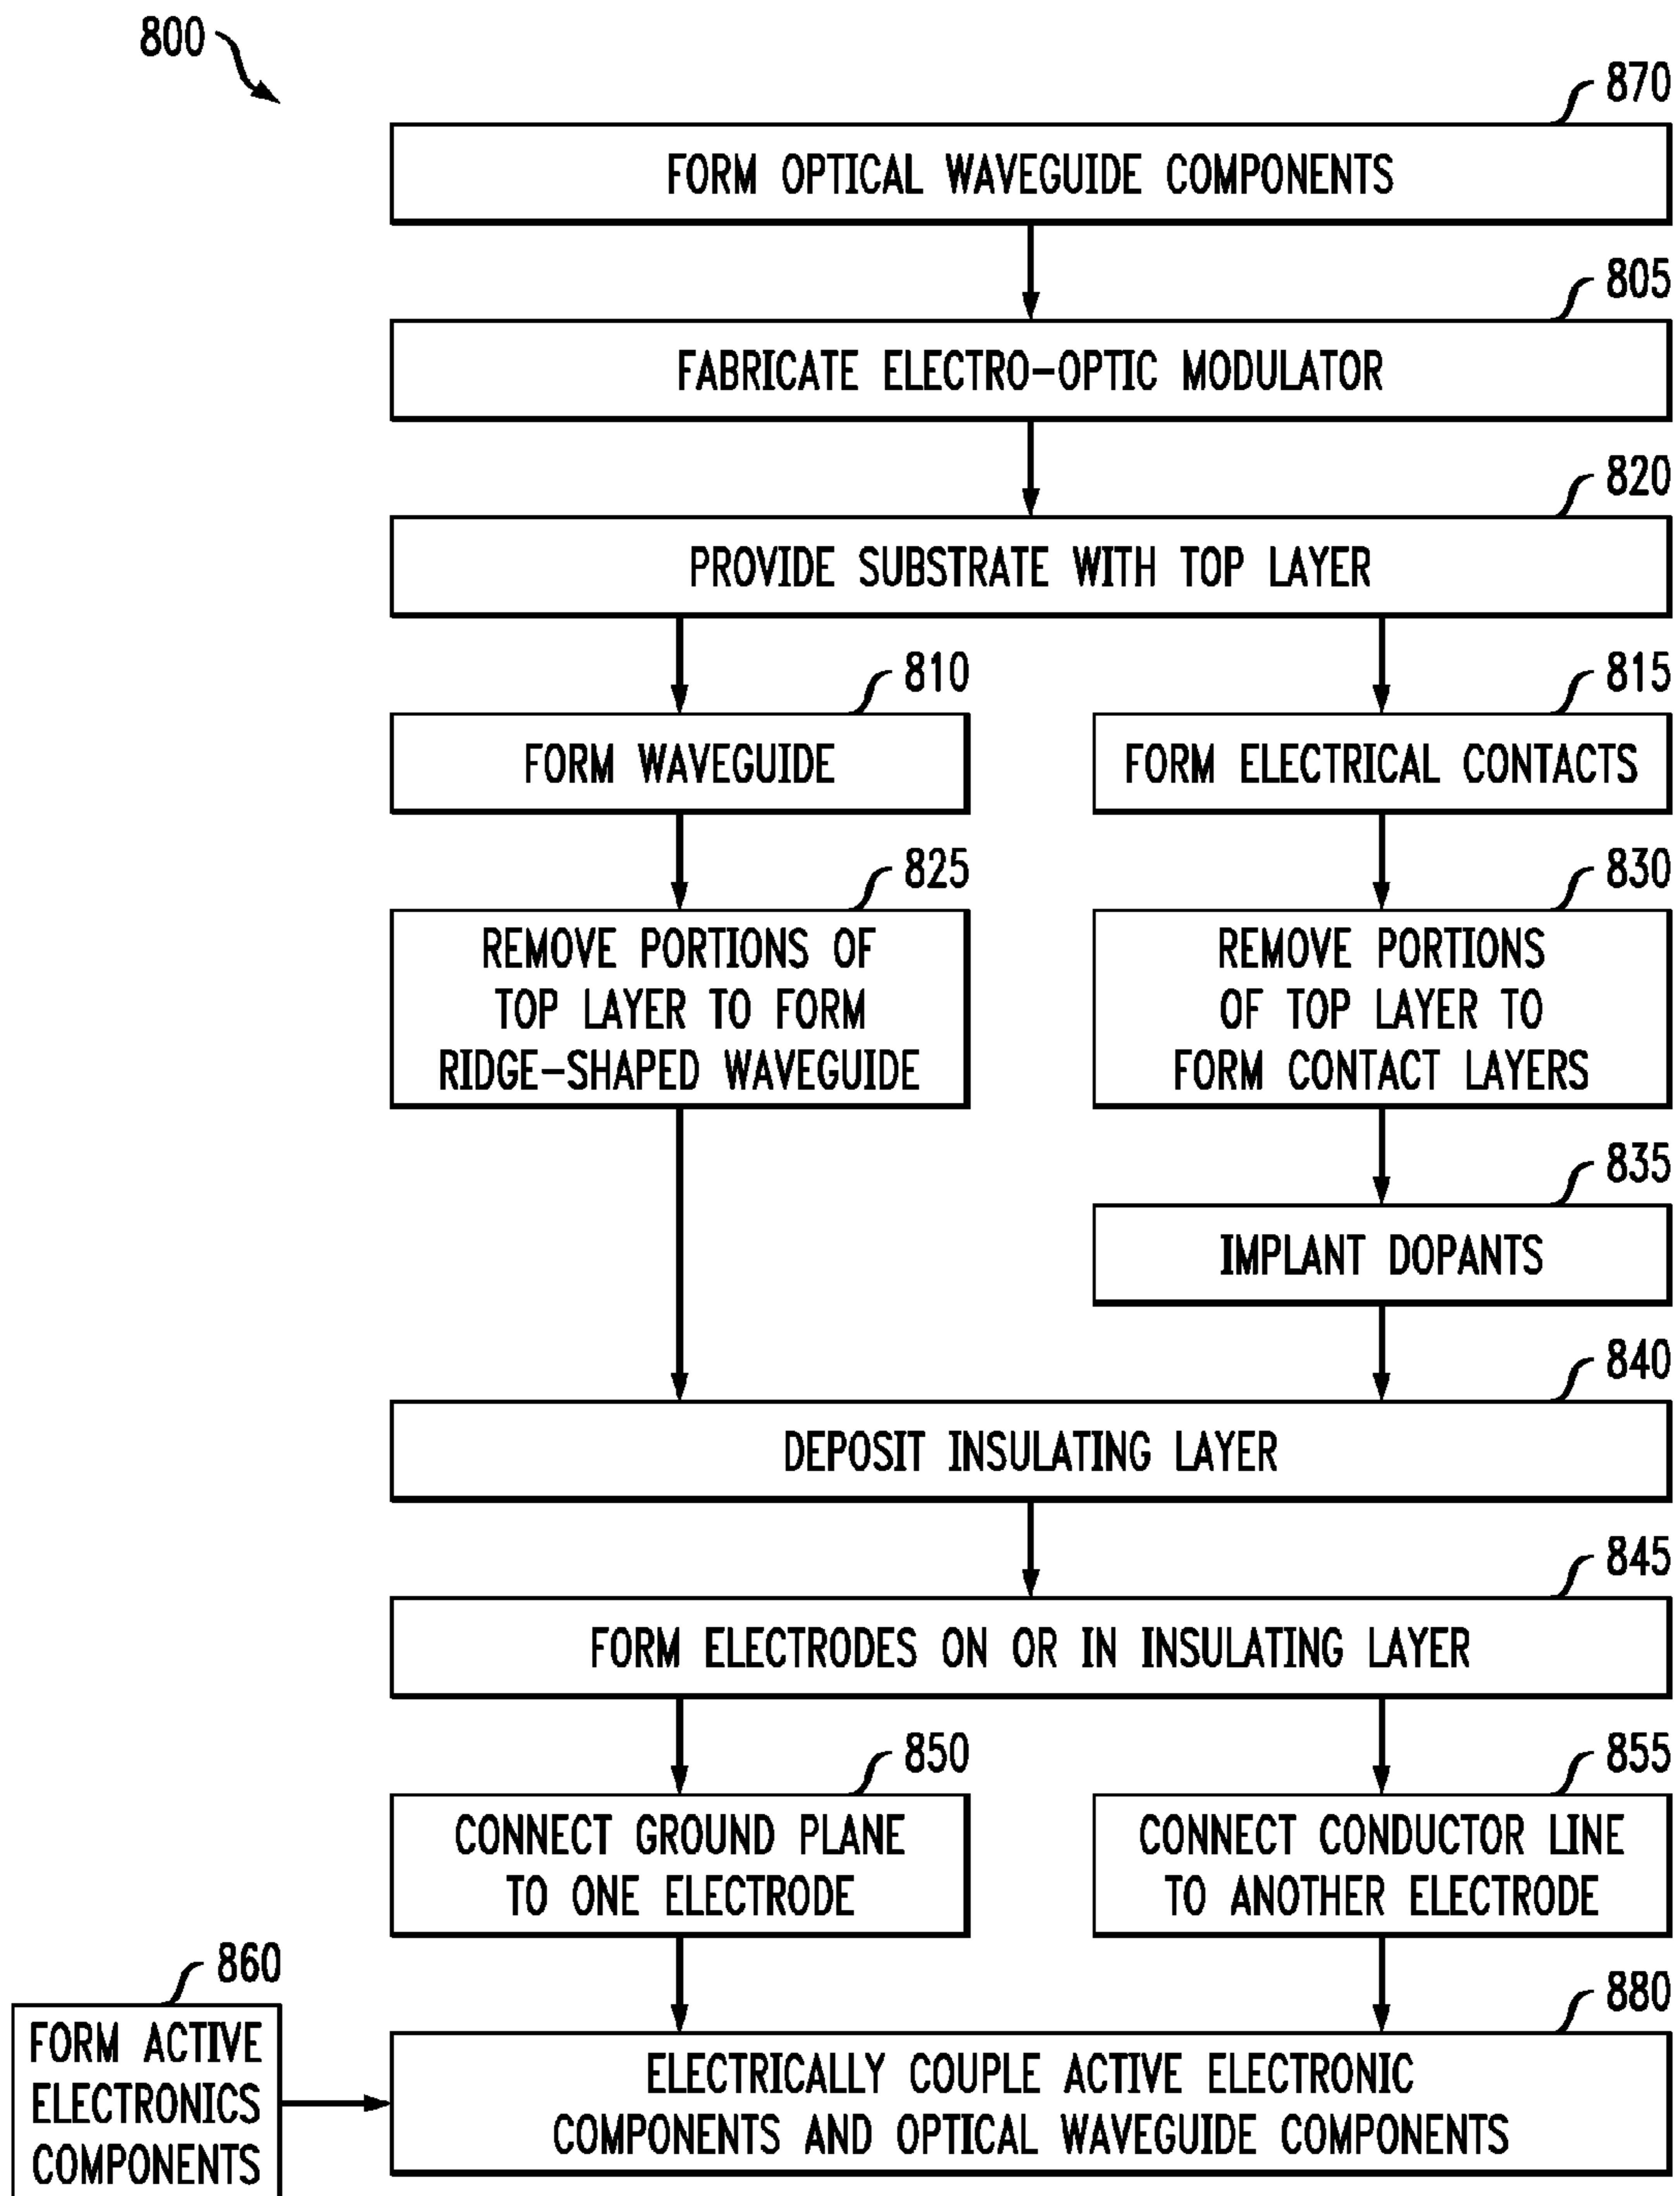 800
870
FORM OPTICAL WAVEGUIDE COMPONENTS
805
FABRICATE ELECTRO-OPTIC MODULATOR
820
PROVIDE SUBSTRATE WITH TOP LAYER
810
FORM WAVEGUIDE
815
FORM ELECTRICAL CONTACTS
825
REMOVE PORTIONS OF
TOP LAYER TO FORM
RIDGE-SHAPED WAVEGUIDE
830
REMOVE PORTIONS
OF TOP LAYER TO
FORM CONTACT LAYERS
835
IMPLANT DOPANTS
840
DEPOSIT INSULATING LAYER
845
FORM ELECTRODES ON OR IN INSULATING LAYER
850
CONNECT GROUND PLANE
TO ONE ELECTRODE
855
CONNECT CONDUCTOR LINE
TO ANOTHER ELECTRODE
860
FORM ACTIVE
ELECTRONICS
COMPONENTS
880
ELECTRICALLY COUPLE ACTIVE ELECTRONIC
COMPONENTS AND OPTICAL WAVEGUIDE COMPONENTS